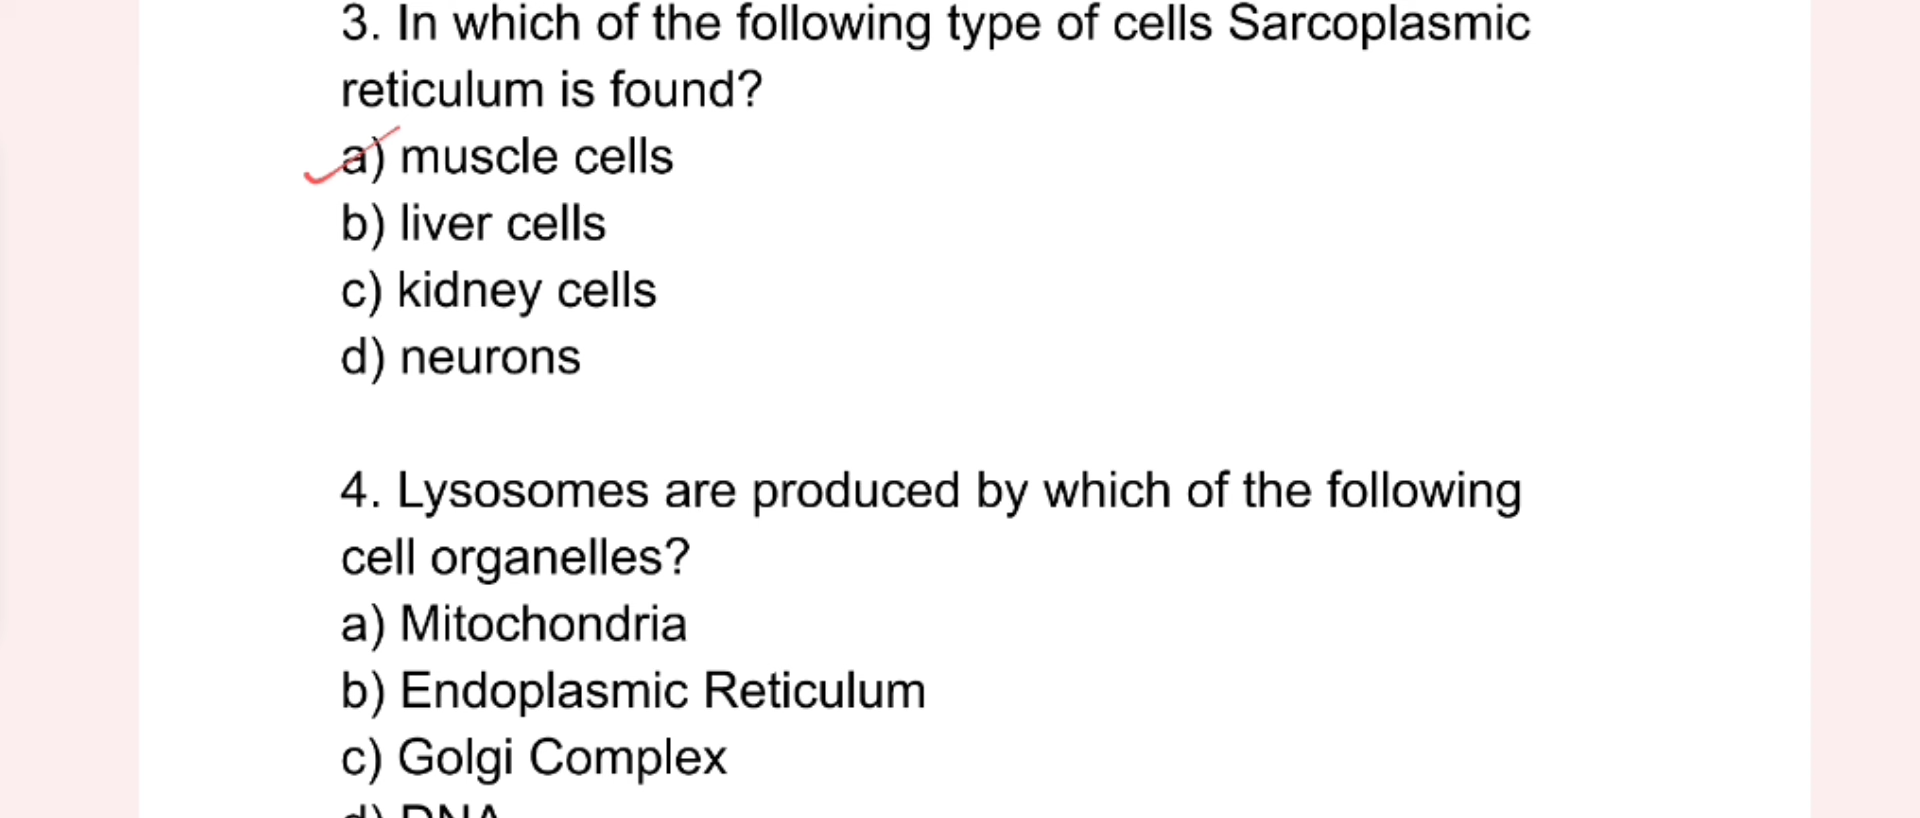 3. In which of the following type of cells Sarcoplasmic
reticulum is found?
a) muscle cells
b) liver cells
c) kidney cells
d) neurons
4. Lysosomes are produced by which of the following
cell organelles?
a) Mitochondria
b) Endoplasmic Reticulum
c) Golgi Complex
d) DNA